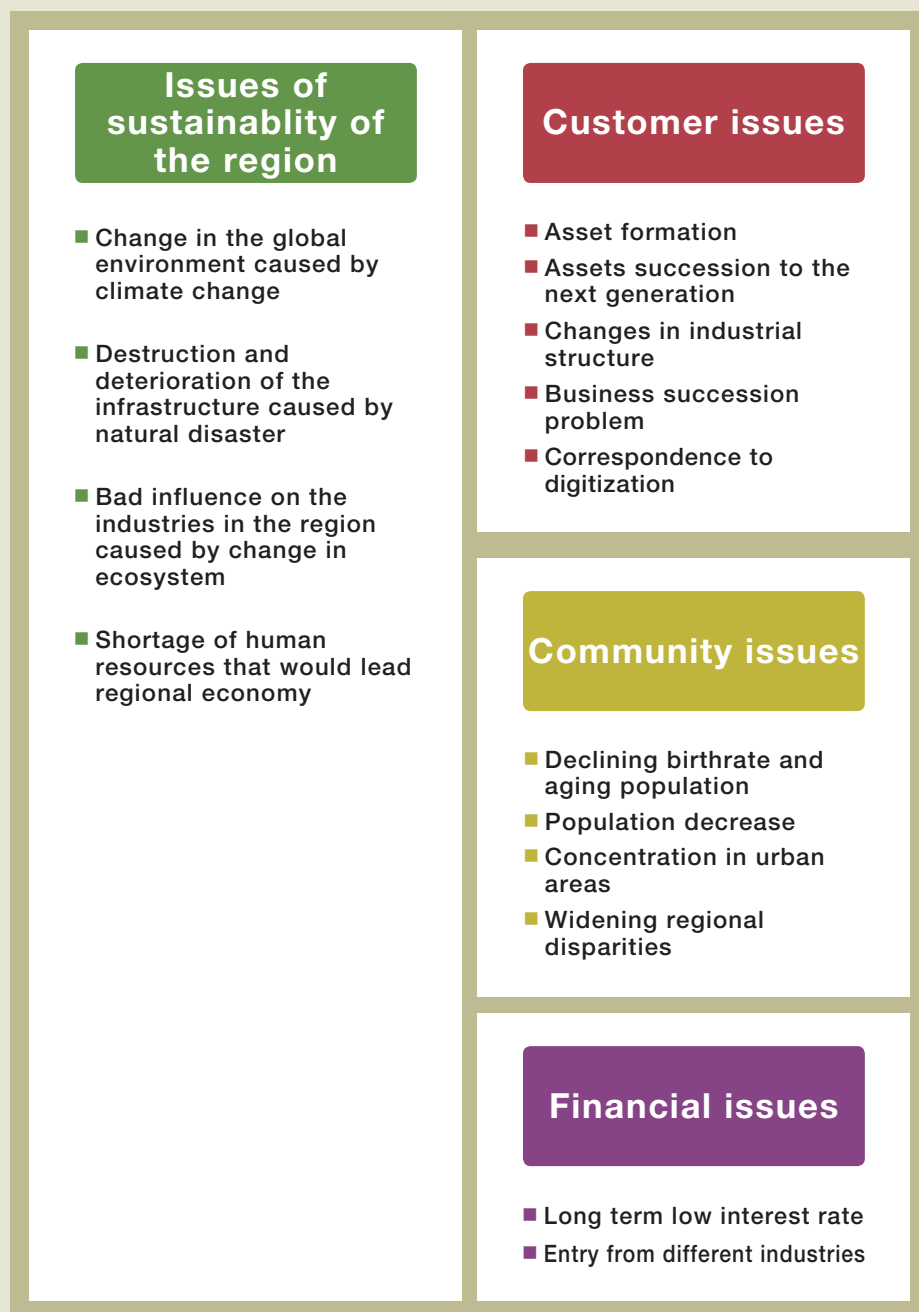 Issues of
sustainablity of
the region
■ Change in the global
environment caused by
climate change
■ Destruction and
deterioration of the
infrastructure caused by
natural disaster
■ Bad influence on the
industries in the region
caused by change in
ecosystem
■ Shortage of human
resources that would lead
regional economy
Customer issues
■ Asset formation
■ Assets succession to the
next generation
■ Changes in industrial
structure
■ Business succession
problem
■ Correspondence to
digitization
Community issues
■ Declining birthrate and
aging population
■ Population decrease
■ Concentration in urban
areas
■ Widening regional
disparities
Financial issues
■ Long term low interest rate
■ Entry from different industries